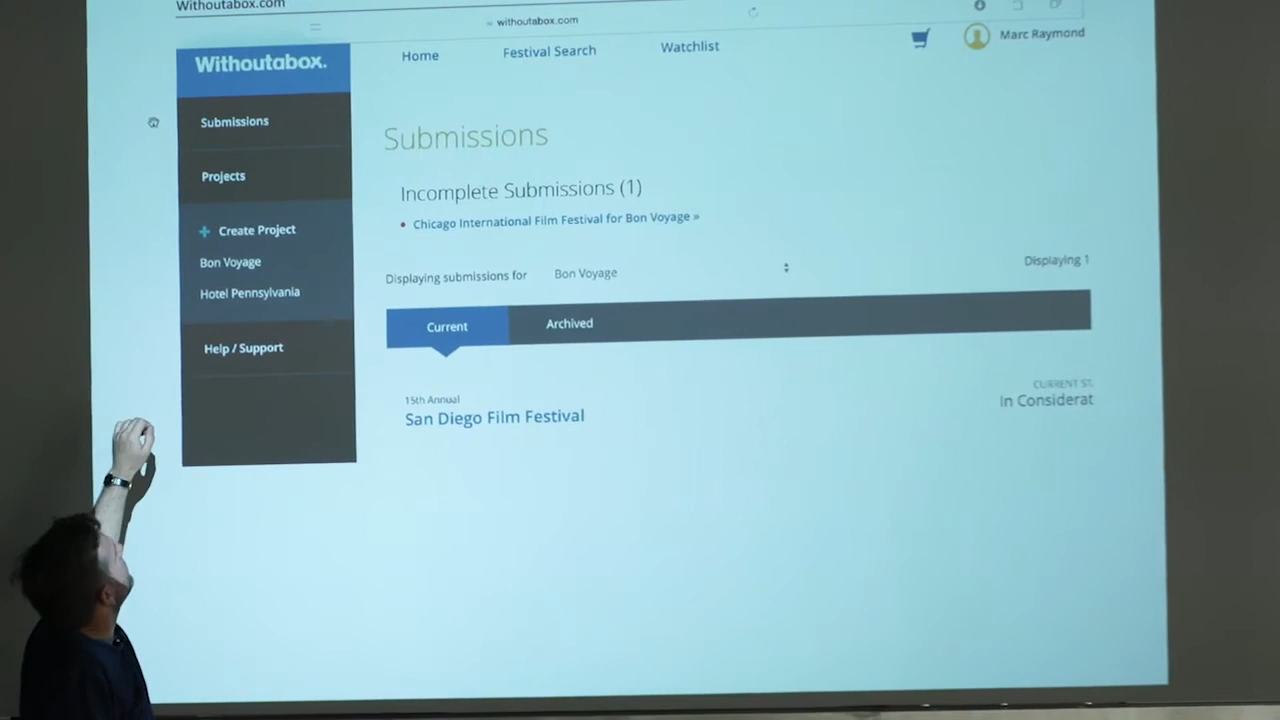 Withoutabox.com
withoutabox.com
Withoutabox.
Home
Festival Search
Watchlist
Marc Raymond
Submissions
Projects
Create Project
Bon Voyage
Hotel Pennsylvania
Help / Support
Submissions
Incomplete Submissions (1)
Chicago International Film Festival for Bon Voyage »
Displaying submissions for Bon Voyage
Displaying 1
Current
Archived
15th Annual
San Diego Film Festival
CURRENT ST
In Considerat